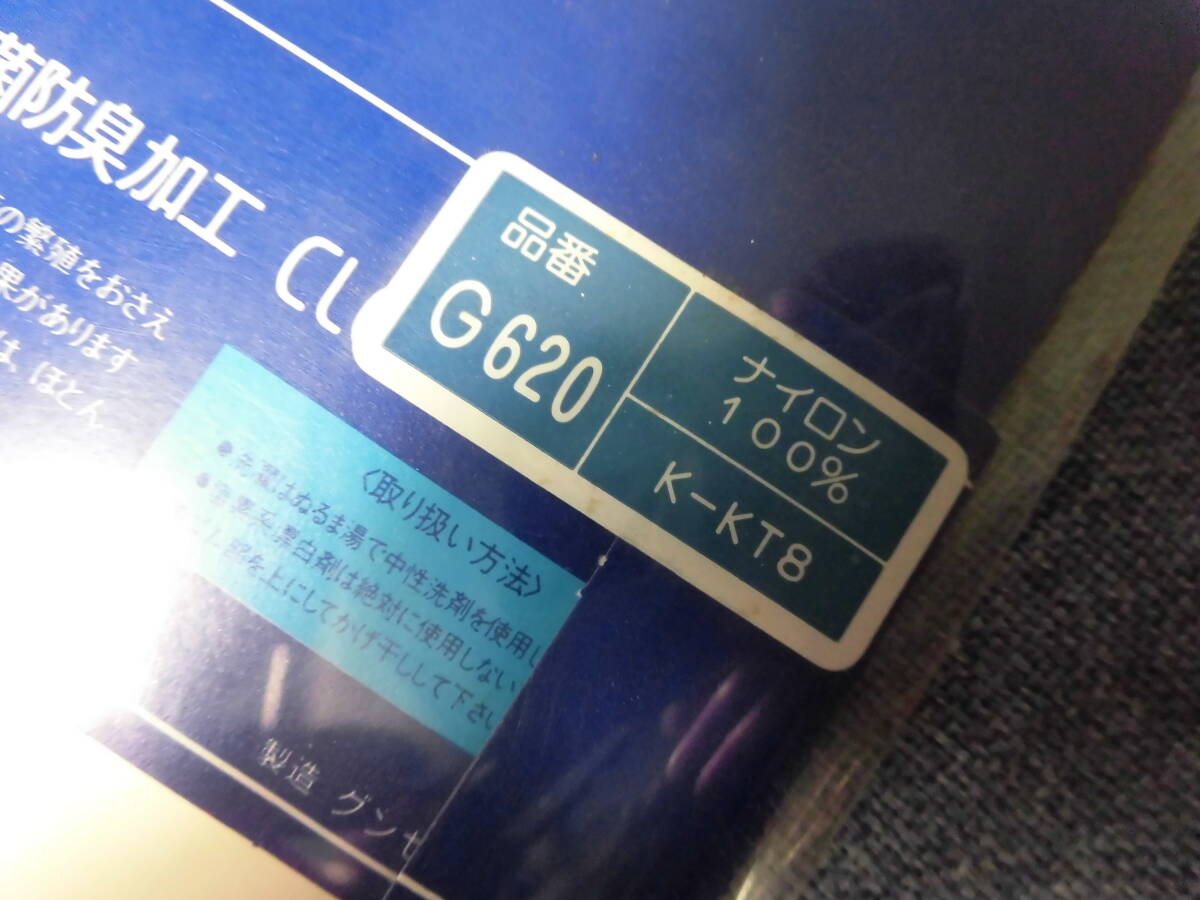 菌防臭加工 CL
の繁殖をおさえ
果があります
は、ほとん
品番
G620
ナイロン
100%
K-KT8
〈取り扱い方法〉
●洗濯はぬるま湯で中性洗剤を使用し
漂白剤は絶対に使用しない
を上にしてかげ干しして下さい
製造 グンゼ